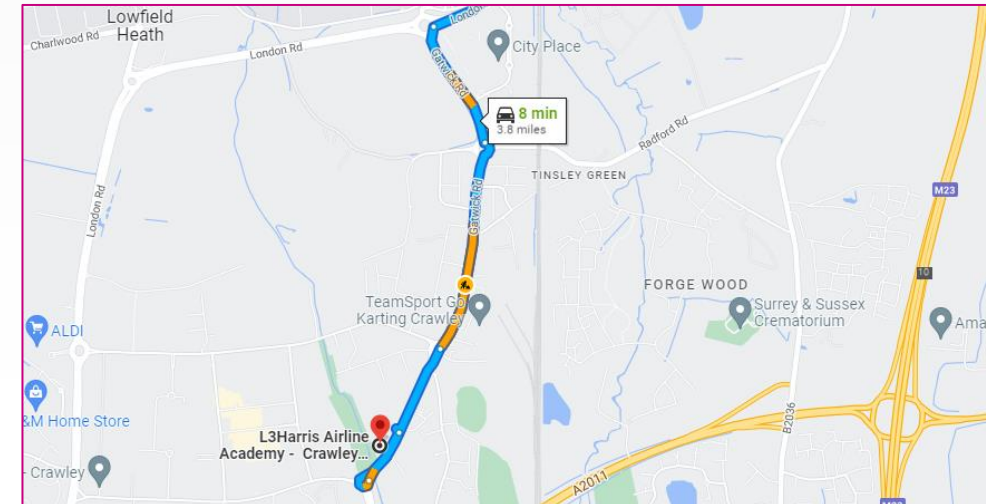 Lowfield
Heath
London
Charlwood Rd
London Rd
City Place
Gatwick Rd
8 min
3.8 miles
Radford Rd
TINSLEY GREEN
M23
London Rd
Gatwick Rd
10
FORGE WOOD
TeamSport Go
Karting Crawley
Surrey & Sussex
Crematorium
Ama
ALDI
&M Home Store
L3Harris Airline
Academy - Crawley...
B2036
- Crawley
A2011
M23